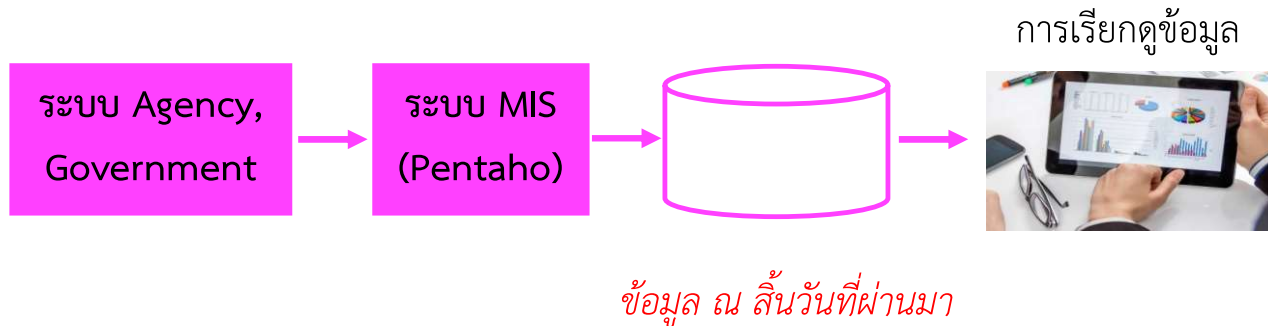 การเรียกดูข้อมูล
ระบบ Agency,
Government
ระบบ MIS
(Pentaho)
ข้อมูล ณ สิ้นวันที่ผ่านมา